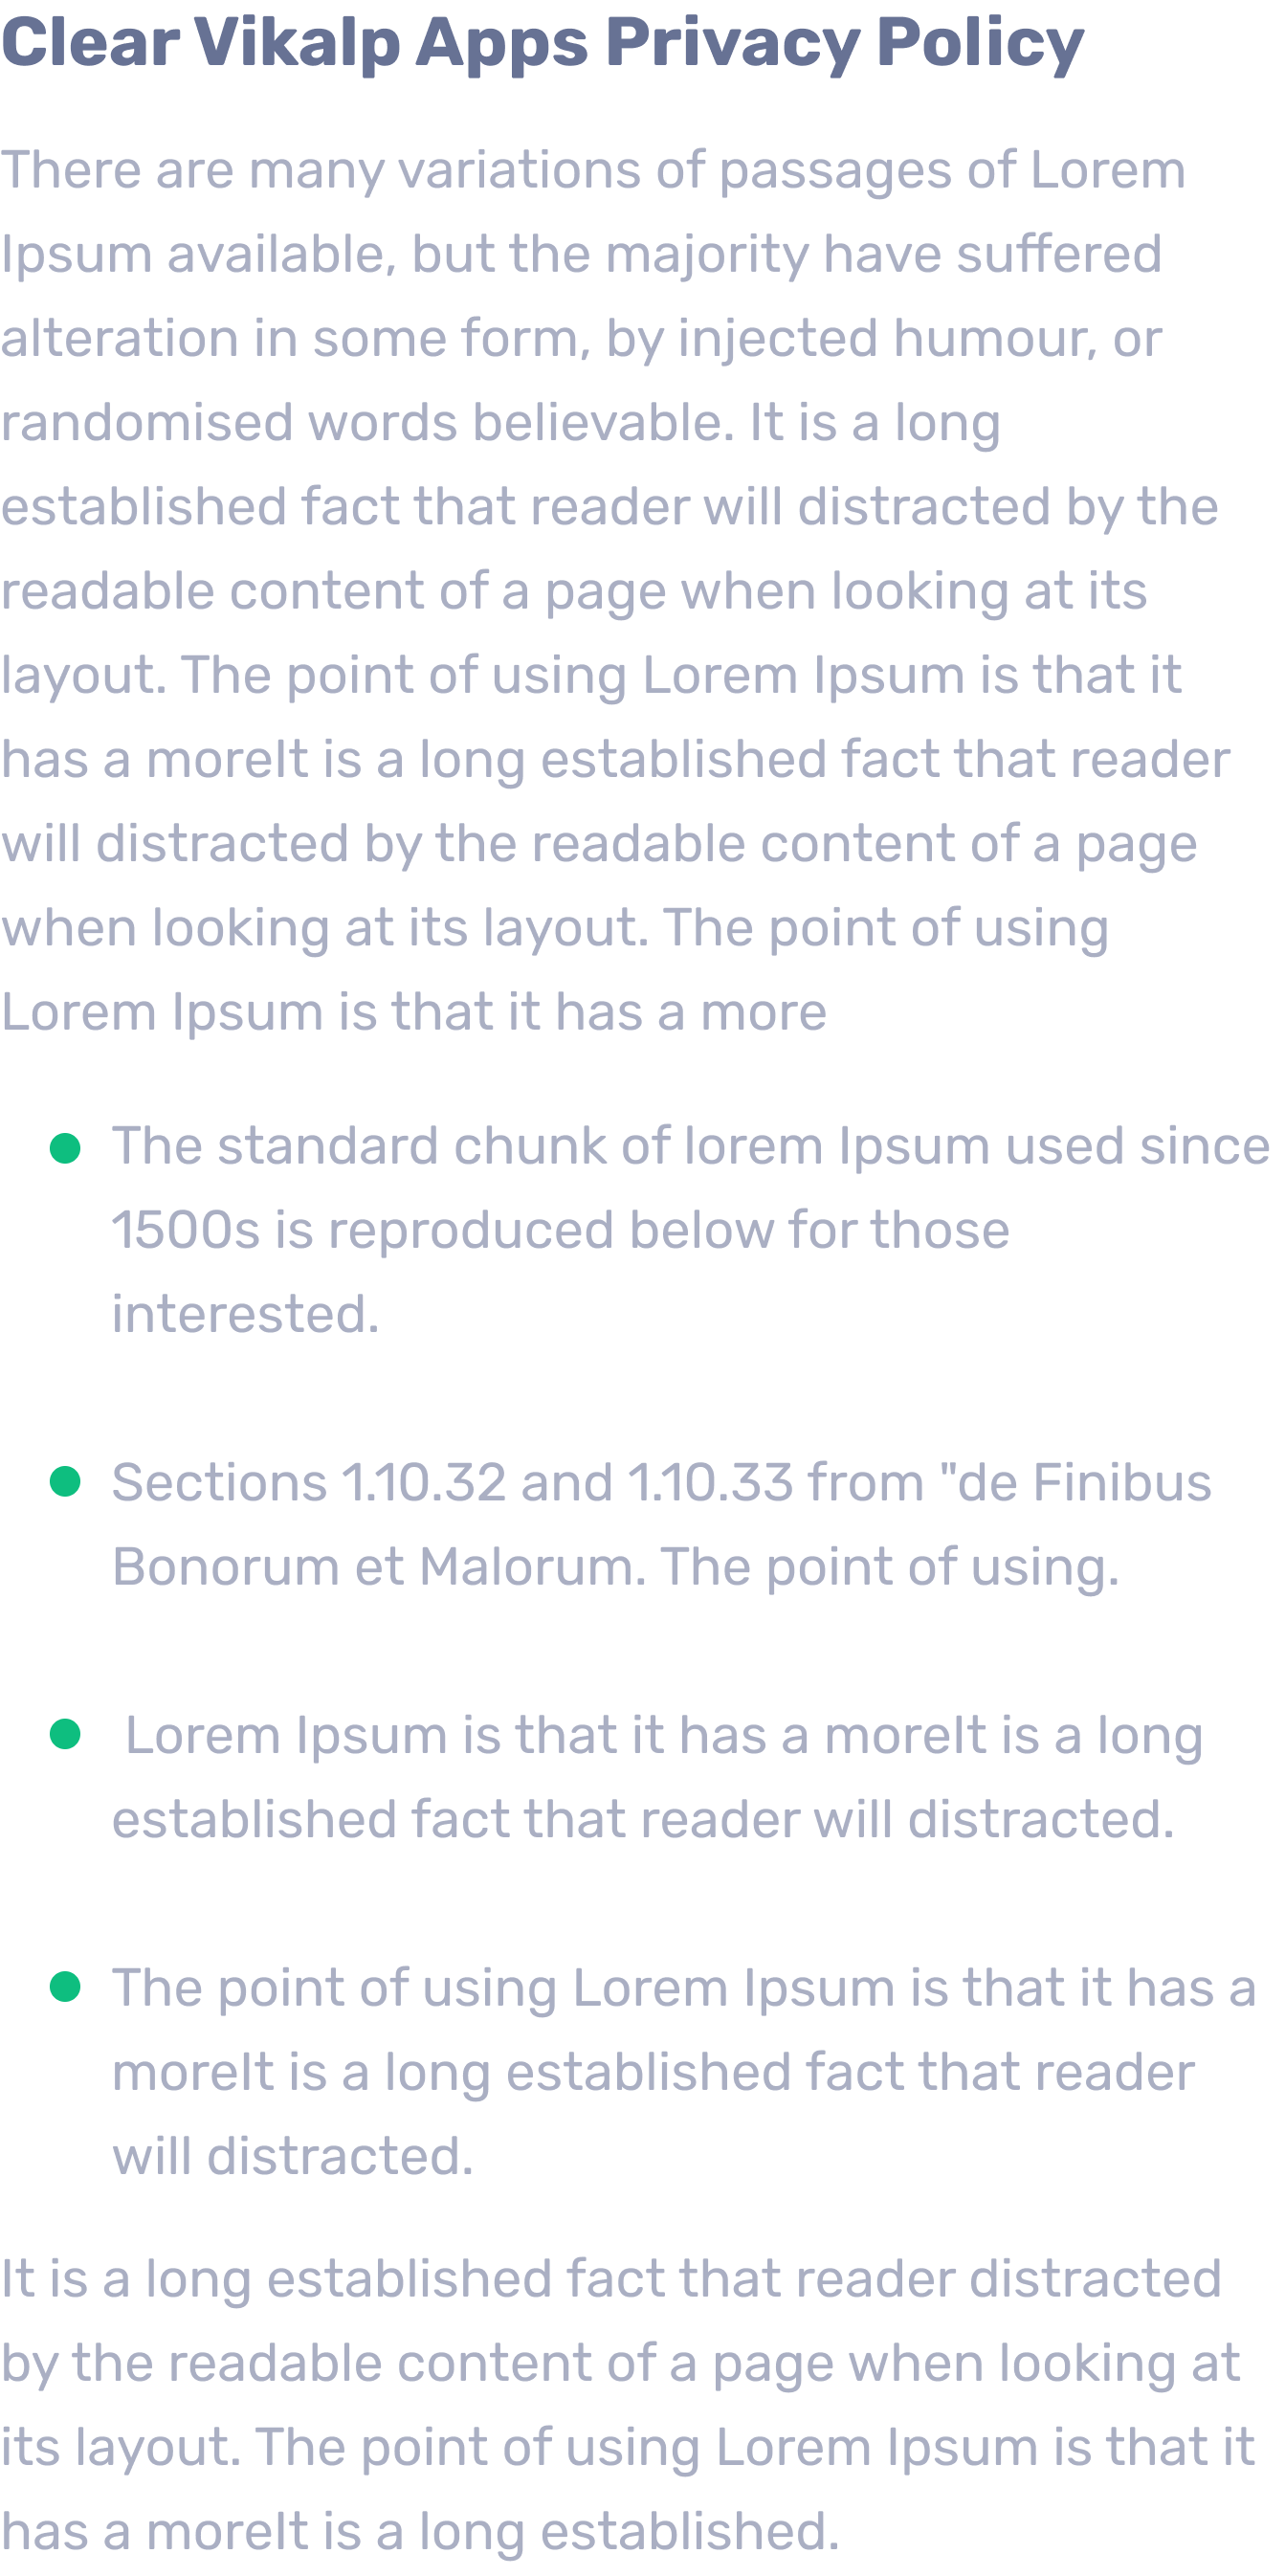 Clear Vikalp Apps Privacy Policy
There are many variations of passages of Lorem
Ipsum available, but the majority have suffered
alteration in some form, by injected humour, or
randomised words believable. It is a long
established fact that reader will distracted by the
readable content of a page when looking at its
layout. The point of using Lorem Ipsum is that it
has a moreIt is a long established fact that reader
will distracted by the readable content of a page
when looking at its layout. The point of using
Lorem Ipsum is that it has a more
The standard chunk of lorem Ipsum used since
1500s is reproduced below for those
interested.
Sections 1.10.32 and 1.10.33 from "de Finibus
Bonorum et Malorum. The point of using.
Lorem Ipsum is that it has a moreIt is a long
established fact that reader will distracted.
The point of using Lorem Ipsum is that it has a
moreIt is a long established fact that reader
will distracted.
It is a long established fact that reader distracted
by the readable content of a page when looking at
its layout. The point of using Lorem Ipsum is that it
has a moreIt is a long established.